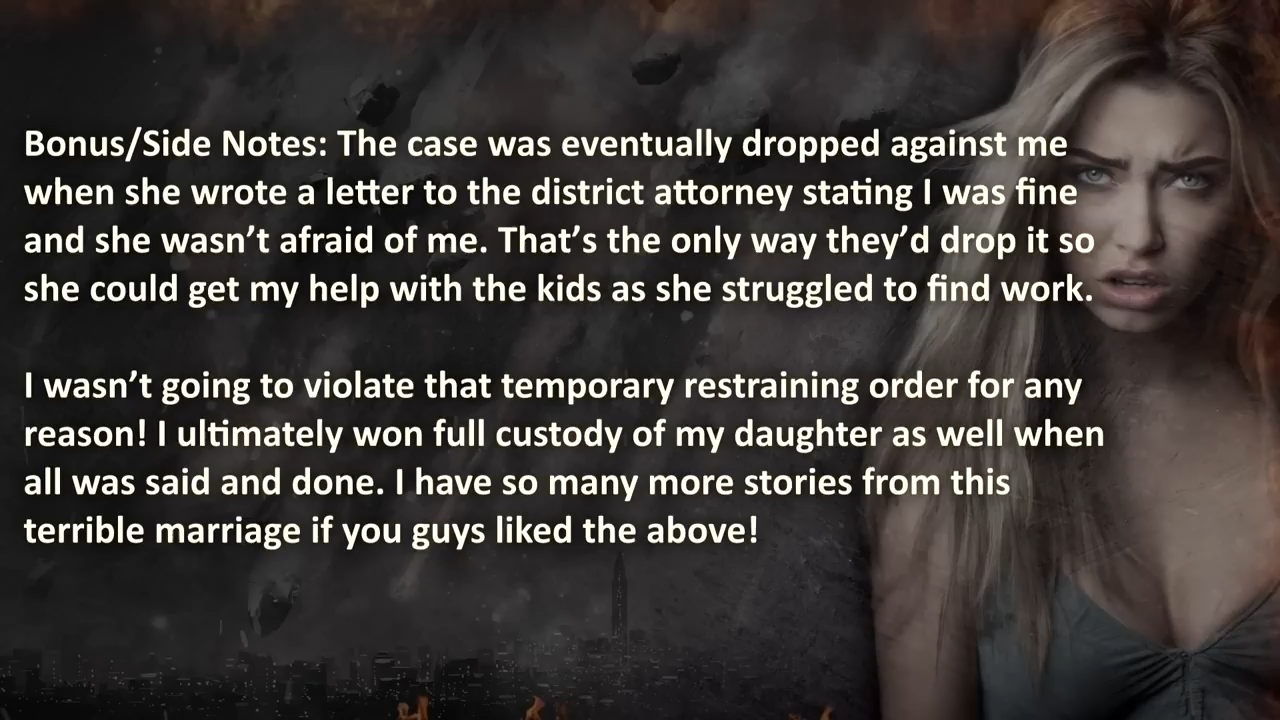 Bonus/Side Notes: The case was eventually dropped against me
when she wrote a letter to the district attorney stating I was fine
and she wasn’t afraid of me. That’s the only way they’d drop it so
she could get my help with the kids as she struggled to find work.
I wasn’t going to violate that temporary restraining order for any
reason! I ultimately won full custody of my daughter as well when
all was said and done. I have so many more stories from this
terrible marriage if you guys liked the above!